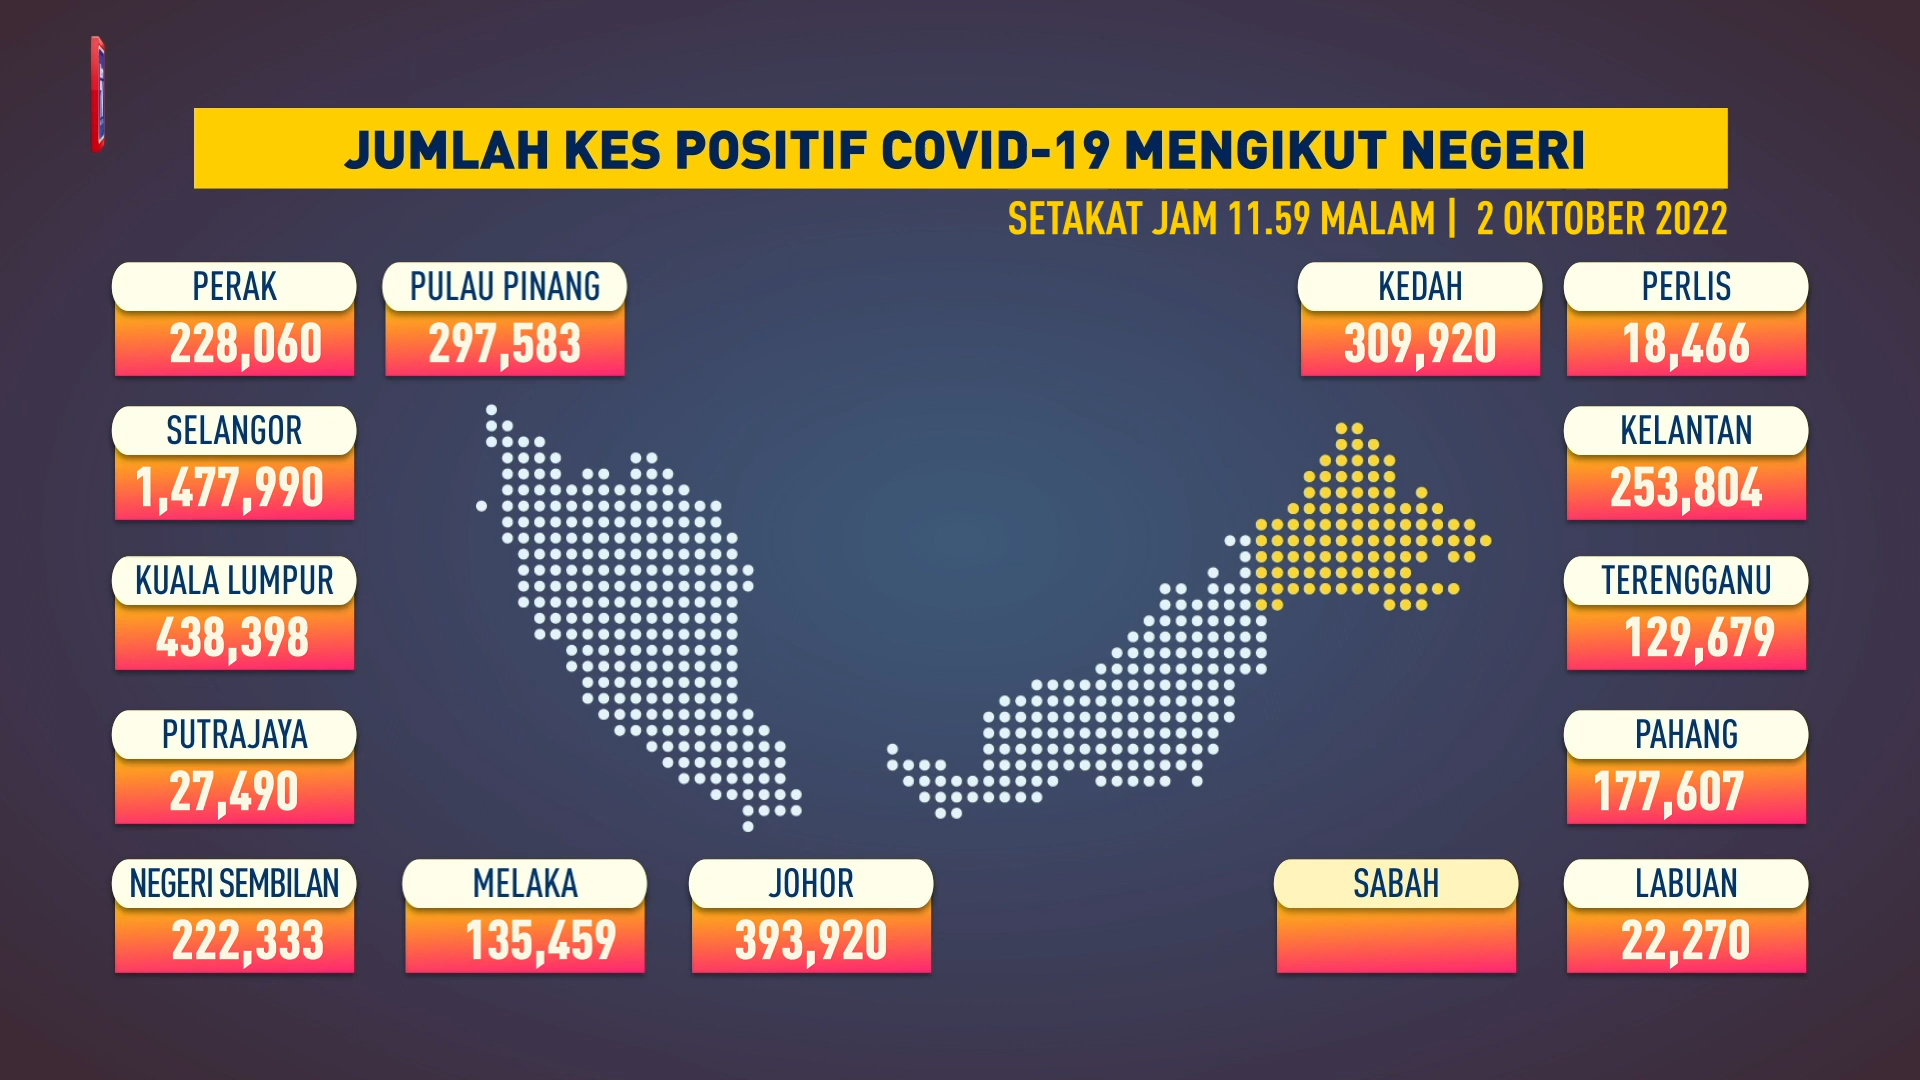 JUMLAH KES POSITIF COVID-19 MENGIKUT NEGERI
SETAKAT JAM 11.59 MALAM | 2 OKTOBER 2022
PERAK
228,060
PULAU PINANG
297,583
KEDAH
309,920
PERLIS
18,466
SELANGOR
1,477,990
KELANTAN
253,804
KUALA LUMPUR
438,398
TERENGGANU
129,679
PUTRAJAYA
27,490
PAHANG
177,607
NEGERI SEMBILAN
222,333
MELAKA
135,459
JOHOR
393,920
SABAH
LABUAN
22,270